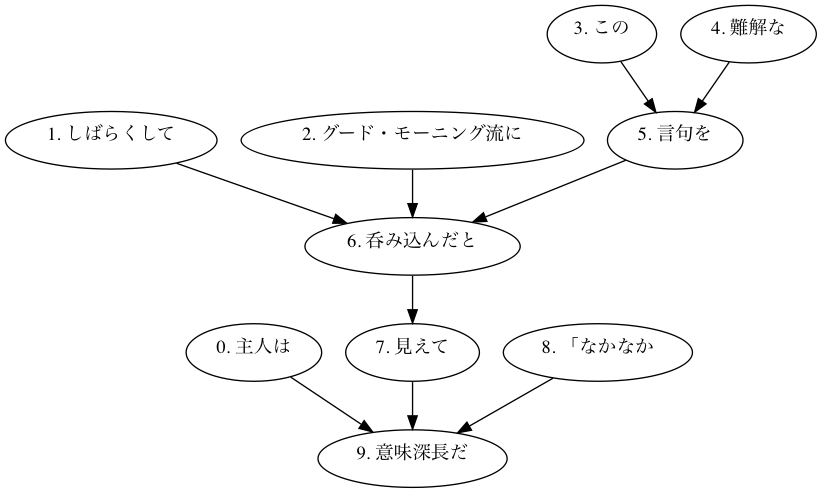 3. この
4. 難解な
1. しばらくして
2. グード・モーニング流に
5. 言句を
6. 呑み込んだと
0. 主人は
7. 見えて
8. 「なかなか
9. 意味深長だ